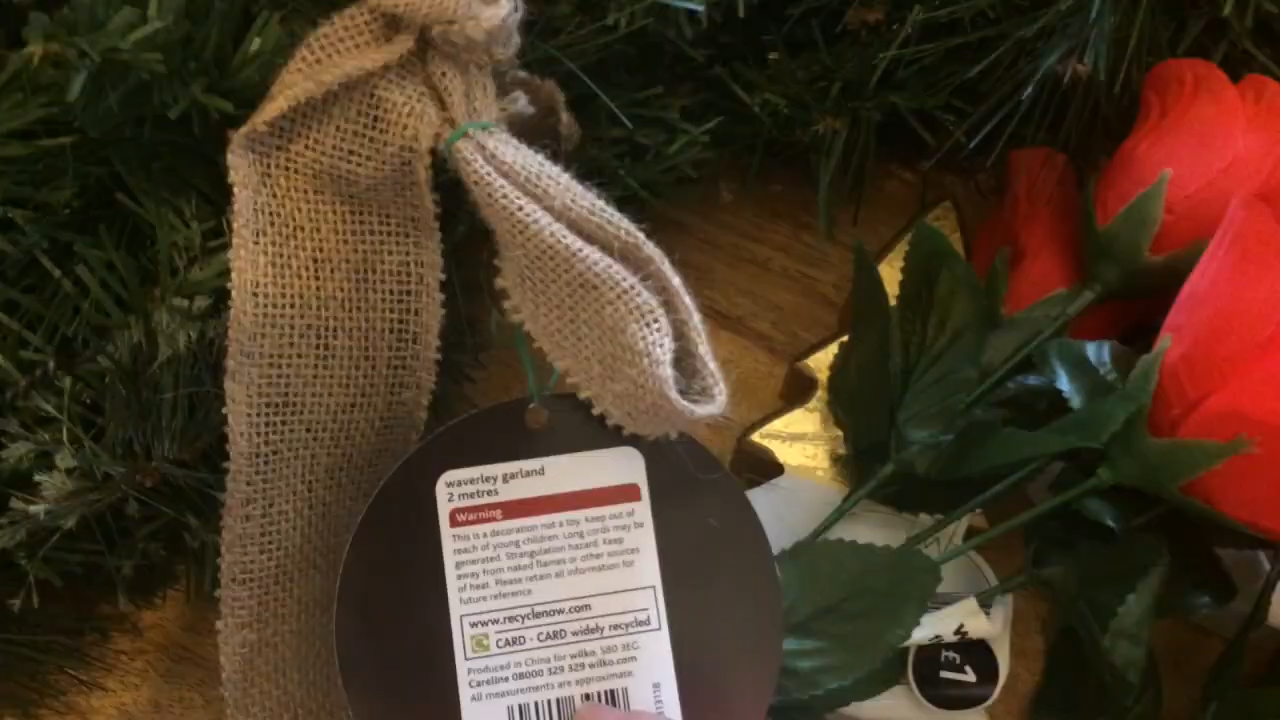 waverley garland
2 metres
Warning
This is a decoration not a toy. Keep out of
reach of young children. Long cords may be
generated. Strangulation hazard. Keep
away from naked flames or other sources
of heat. Please retain all information for
future reference.
www.recyclenow.com
CARD - CARD widely recycled
Produced in China for wilko, S80 3EG.
Careline 08000 329 329 wilko.com
All measurements are approximate.
£1